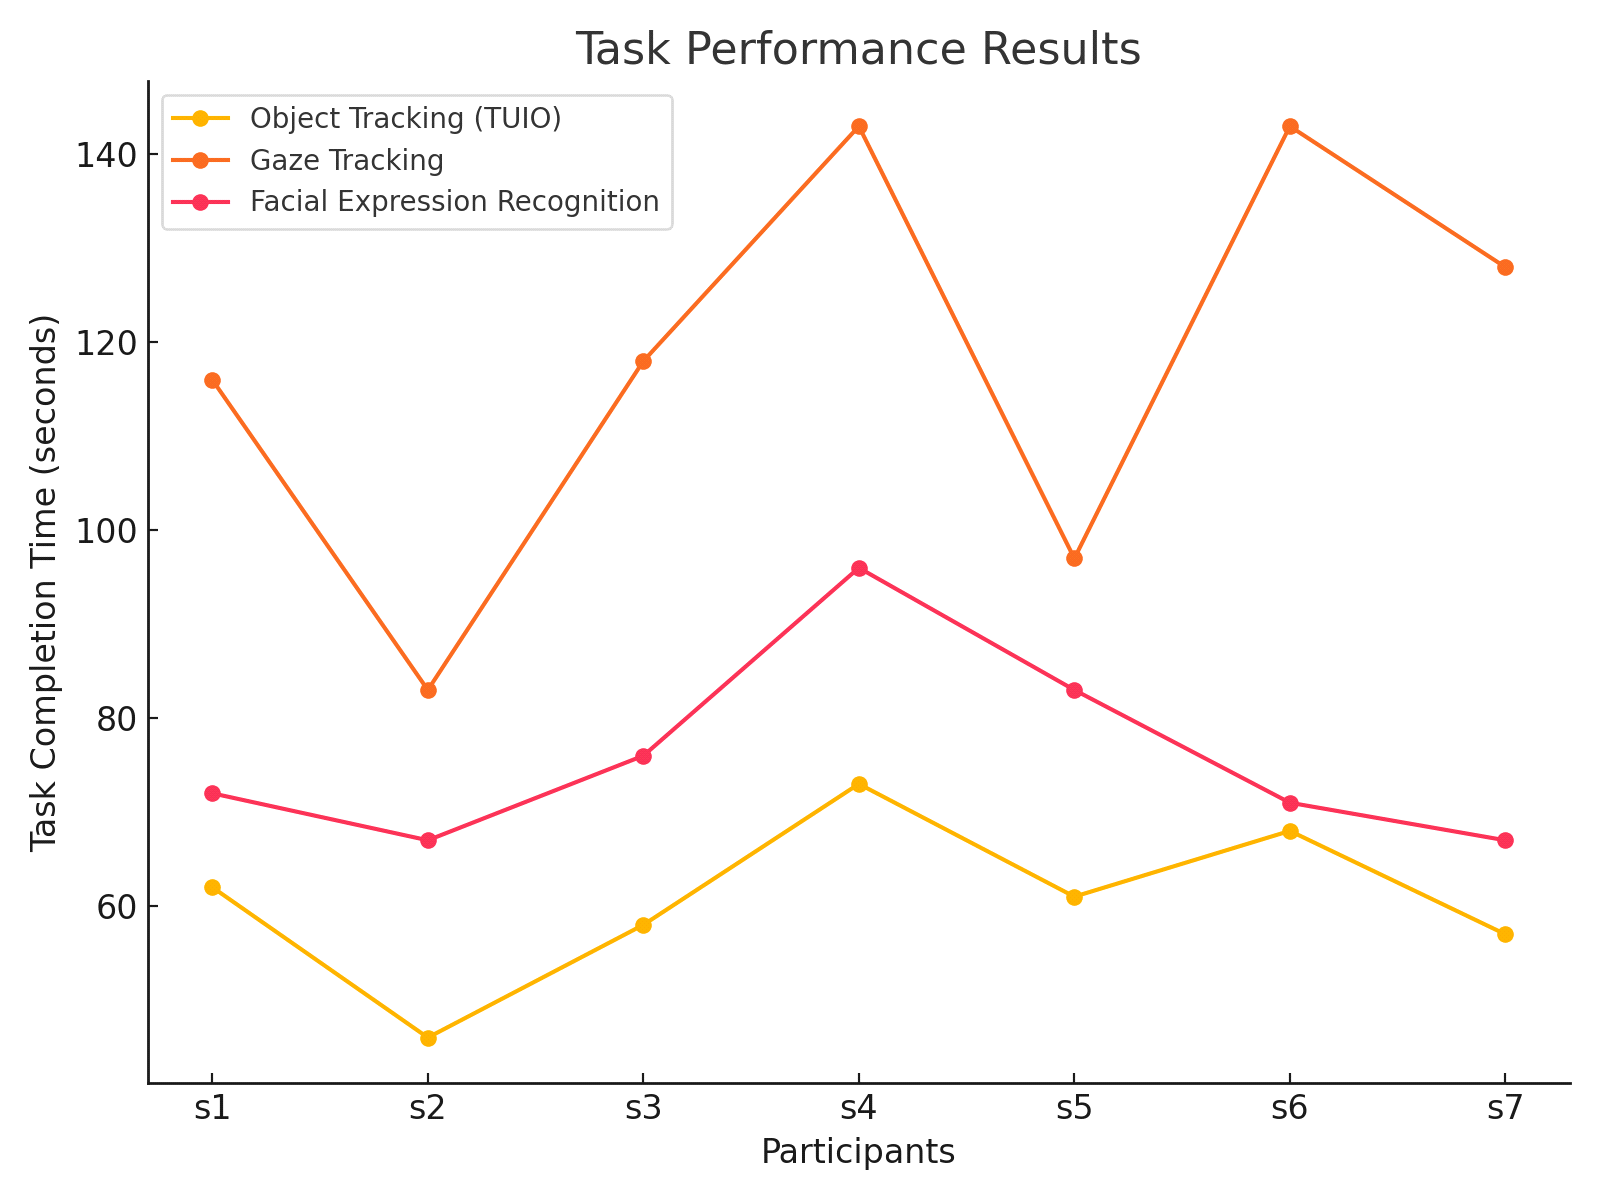 Task Performance Results
Object Tracking (TUIO)
Gaze Tracking
Facial Expression Recognition
Task Completion Time (seconds)
140
120
100
80
60
s1 s2 s3 s4 s5 s6 s7
Participants